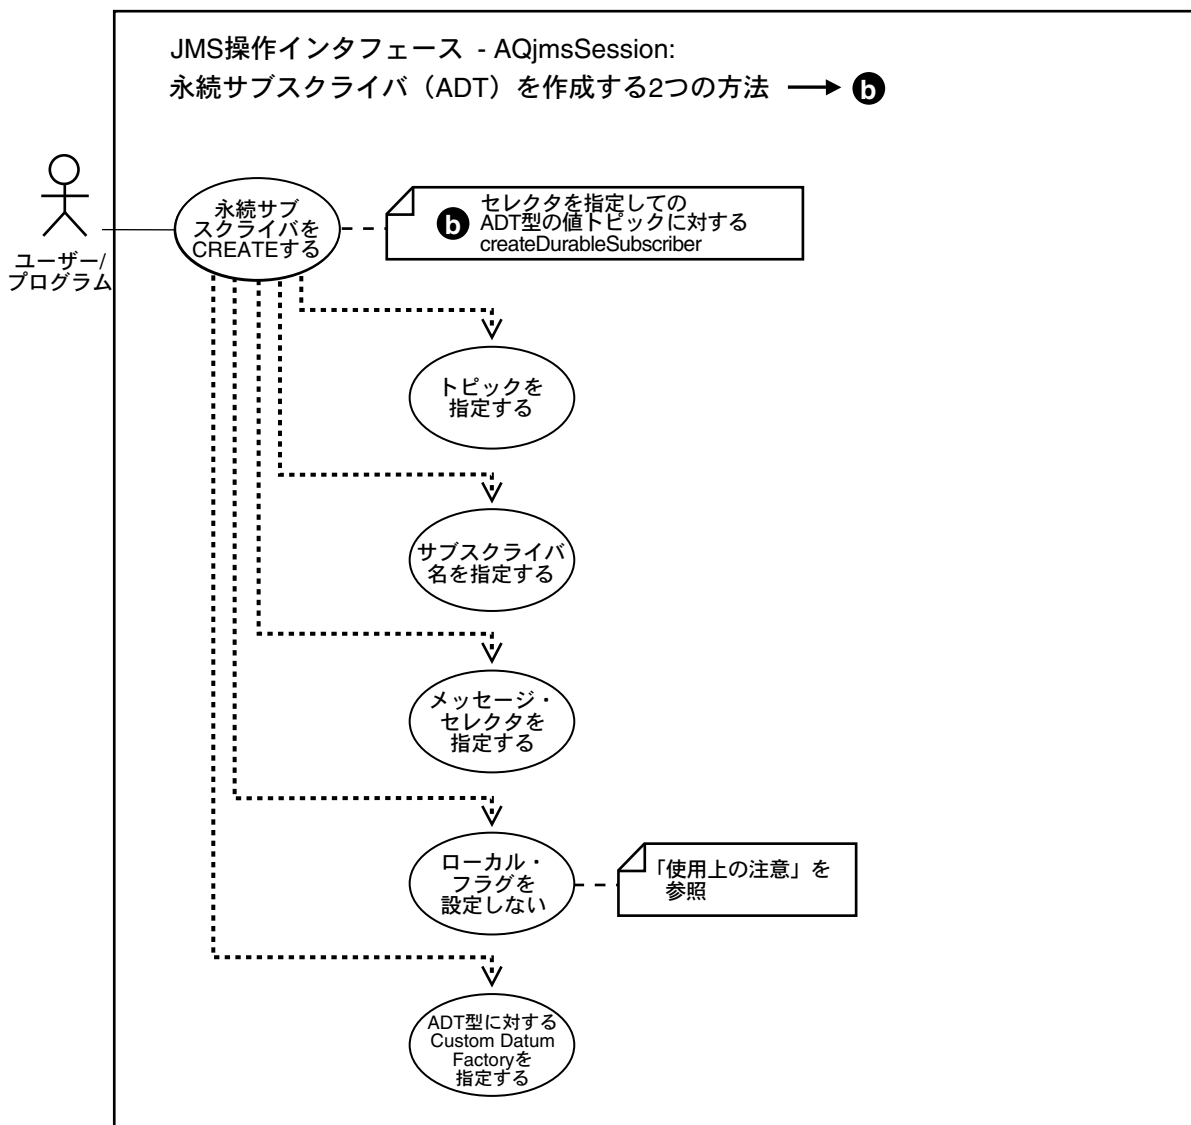 JMS操作インタフェース - AQjmsSession:
永続サブスクライバ（ADT）を作成する2つの方法 → b
ユーザー/
プログラム
永続サブ
スクライバを
CREATEする
b
セレクタを指定しての
ADT型の値トピックに対する
createDurableSubscriber
トピックを
指定する
サブスクライバ
名を指定する
メッセージ・
セレクタを
指定する
ローカル・
フラグを
設定しない
「使用上の注意」を
参照
ADT型に対する
Custom Datum
Factoryを
指定する